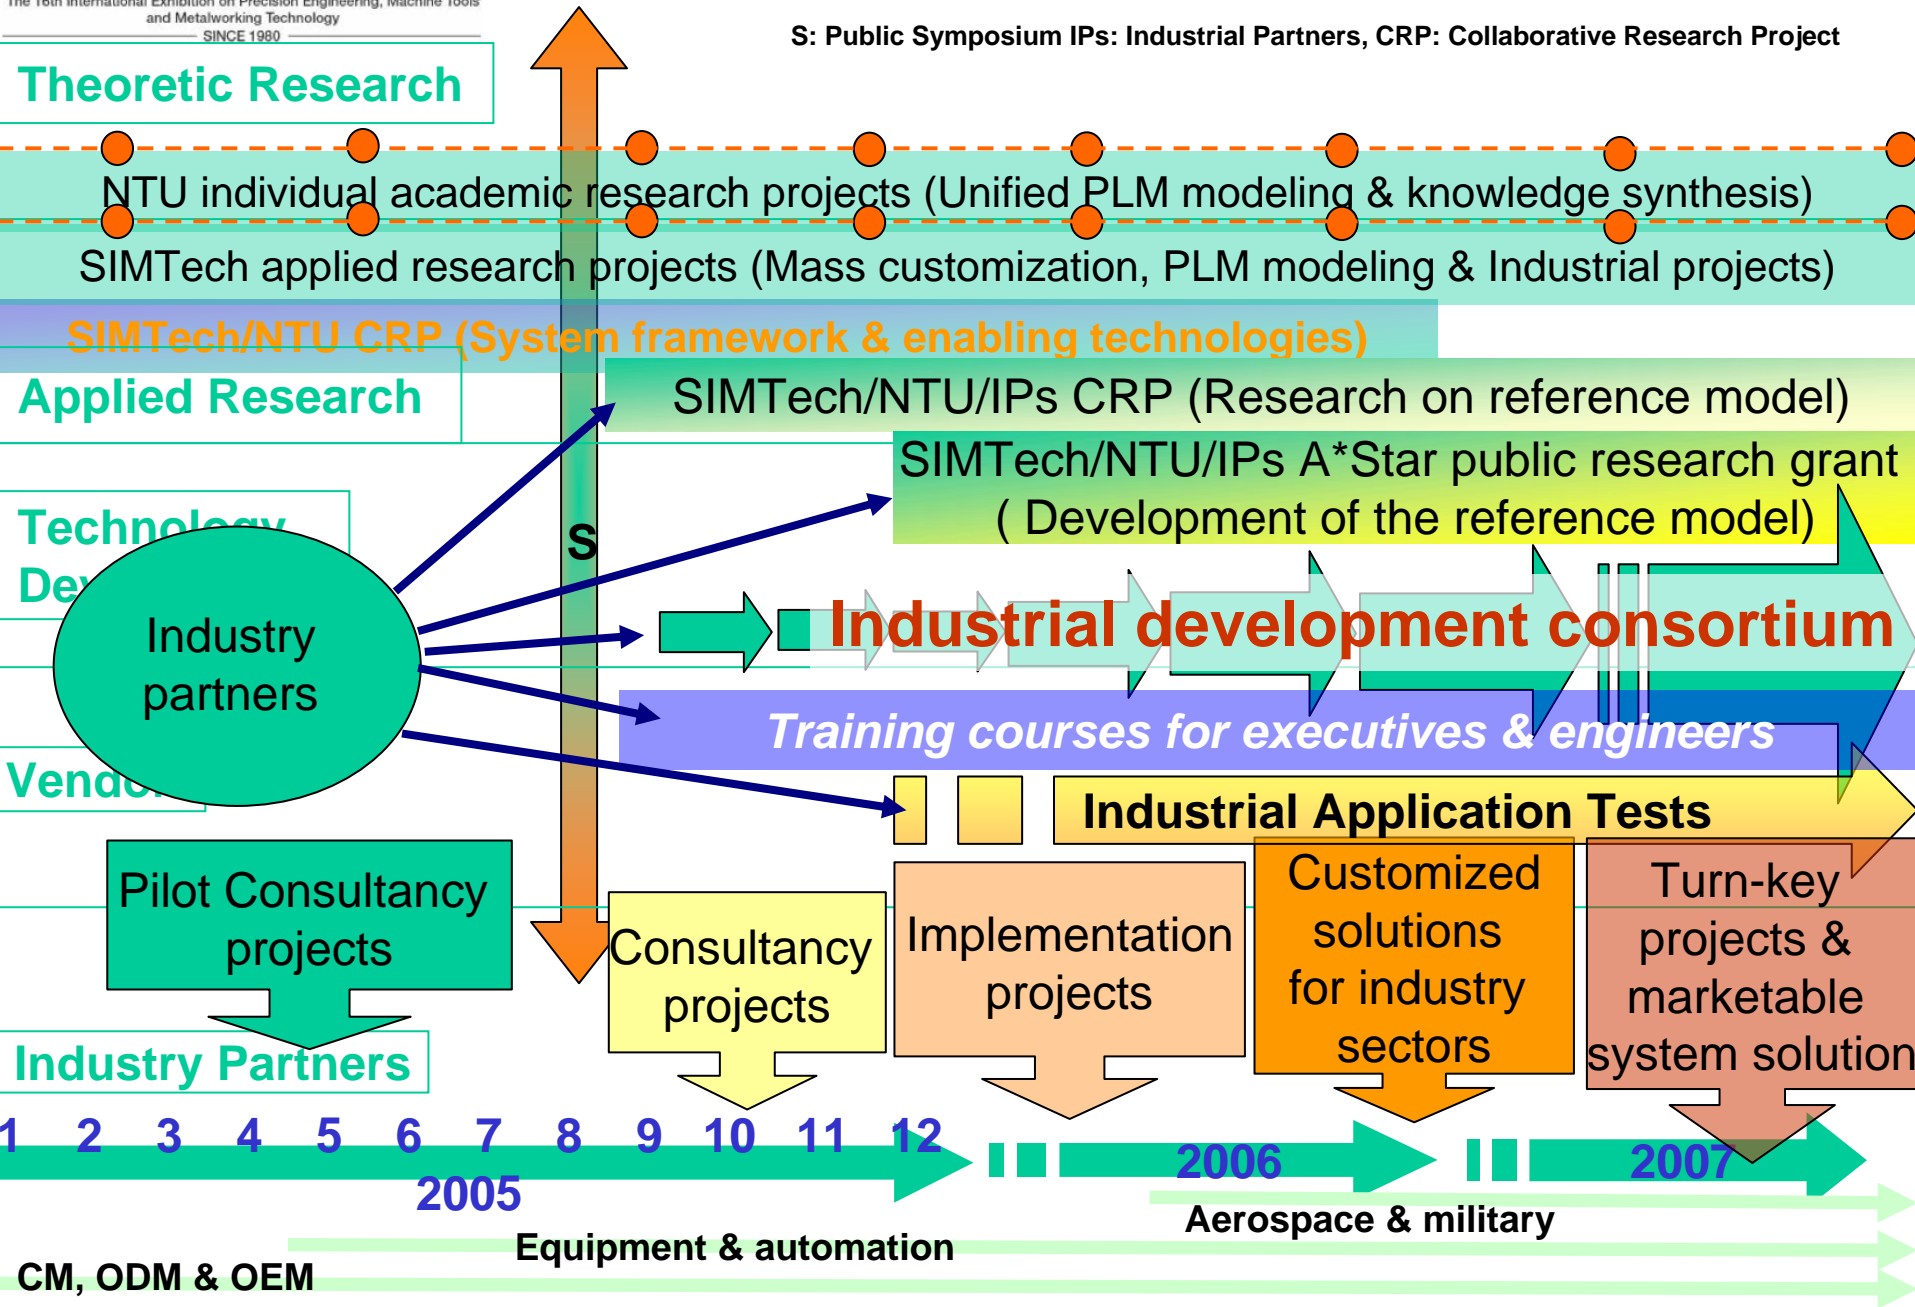 The 16th International Exhibition on Precision Engineering, Machine Tools
and Metalworking Technology
SINCE 1980
S: Public Symposium IPs: Industrial Partners, CRP: Collaborative Research Project
Theoretic Research
NTU individual academic research projects (Unified PLM modeling & knowledge synthesis)
SIMTech applied research projects (Mass customization, PLM modeling & Industrial projects)
SIMTech/NTU CRP (System framework & enabling technologies)
Applied Research
SIMTech/NTU/IPs CRP (Research on reference model)
SIMTech/NTU/IPs A*Star public research grant
( Development of the reference model)
Technology
S
Industry
partners
Industrial development consortium
Training courses for executives & engineers
Industrial Application Tests
Pilot Consultancy
projects
Consultancy
projects
Implementation
projects
Customized
solutions
for industry
sectors
Turn-key
projects &
marketable
system solution
Industry Partners
1 2 3 4 5 6 7 8 9 10 11 12
2005
2006
2007
Aerospace & military
Equipment & automation
CM, ODM & OEM